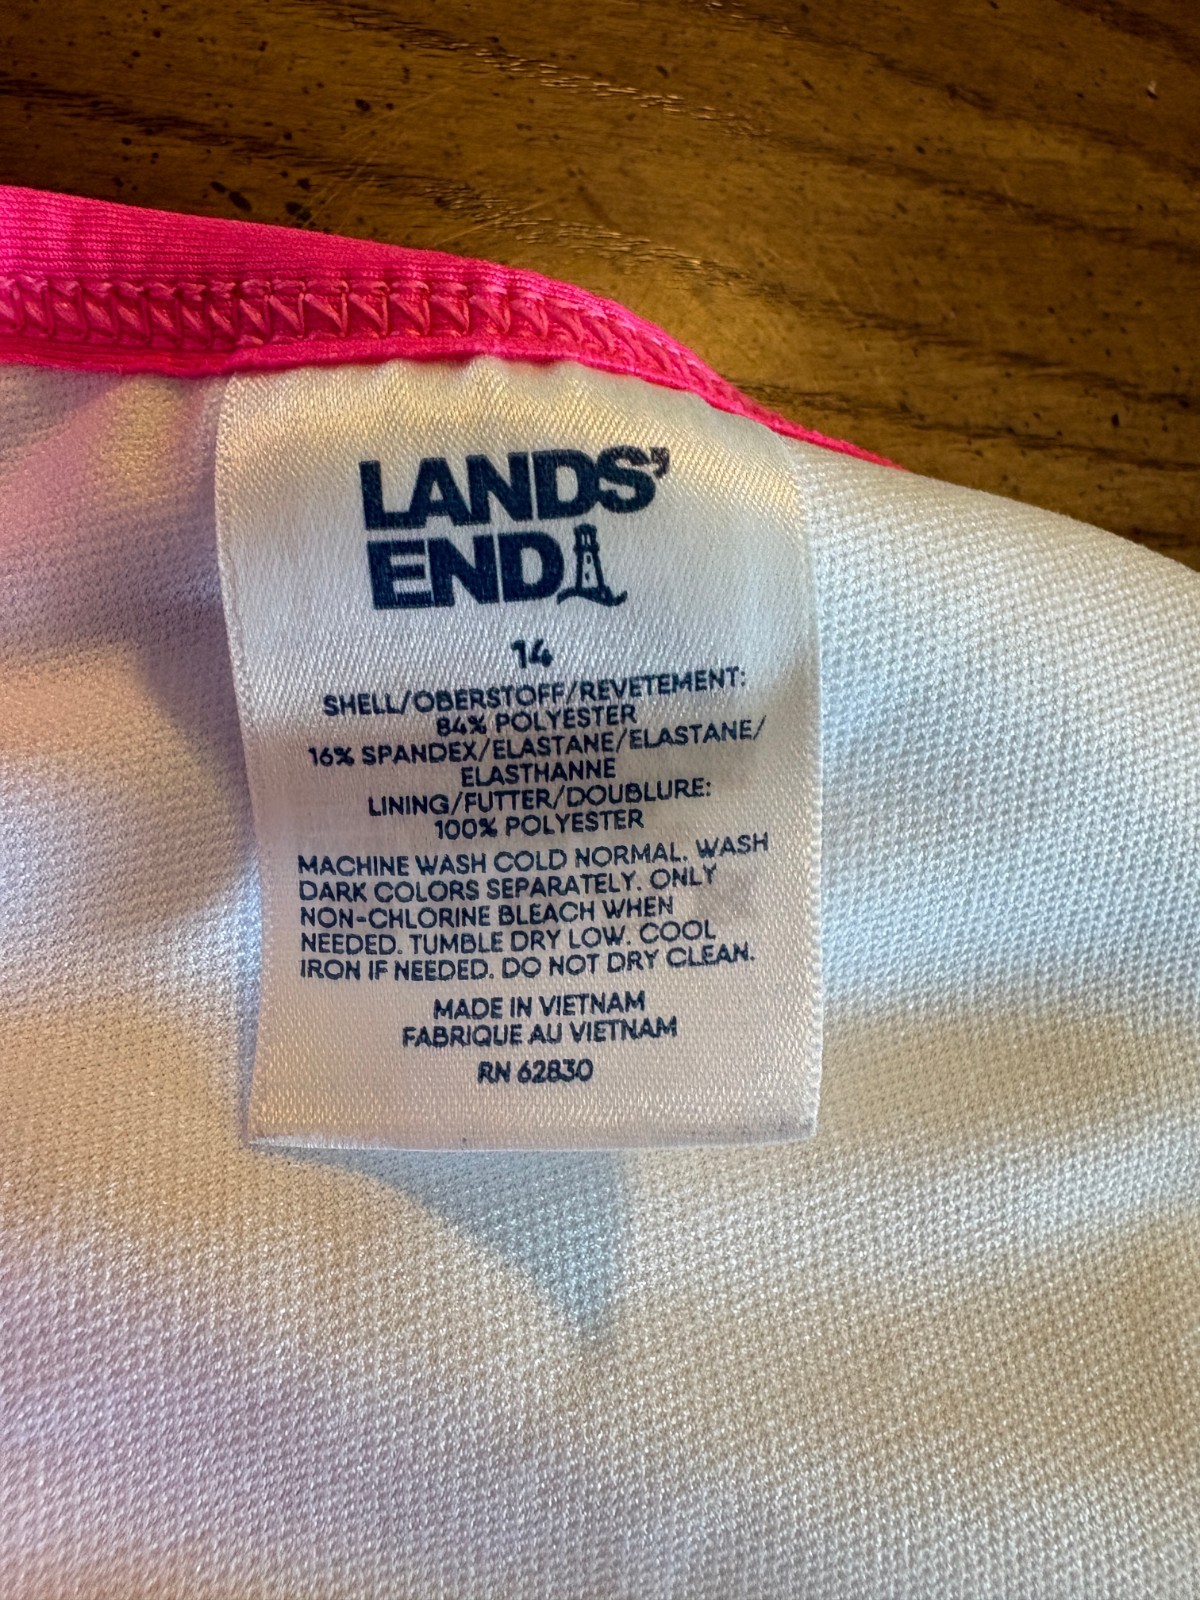 LANDS'
END
14
SHELL/OBERSTOFF/REVETEMENT:
84% POLYESTER
16% SPANDEX/ELASTANE/ELASTANE/
ELASTHANNE
LINING/FUTTER/DOUBLURE:
100% POLYESTER
MACHINE WASH COLD NORMAL. WASH
DARK COLORS SEPARATELY. ONLY
NON-CHLORINE BLEACH WHEN
NEEDED. TUMBLE DRY LOW. COOL
IRON IF NEEDED. DO NOT DRY CLEAN.
MADE IN VIETNAM
FABRIQUE AU VIETNAM
RN 62830